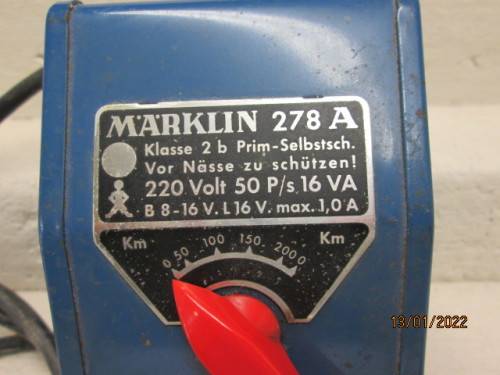 MÄRKLIN 278 A
Klasse 2 b Prim-Selbstsch.
Vor Nässe zu schützen!
220 Volt 50 P/s 16 VA
B 8-16 V. L 16 V. max. 1,0 A
Km 0 50 100 150 200 0 Km
13/01/2022